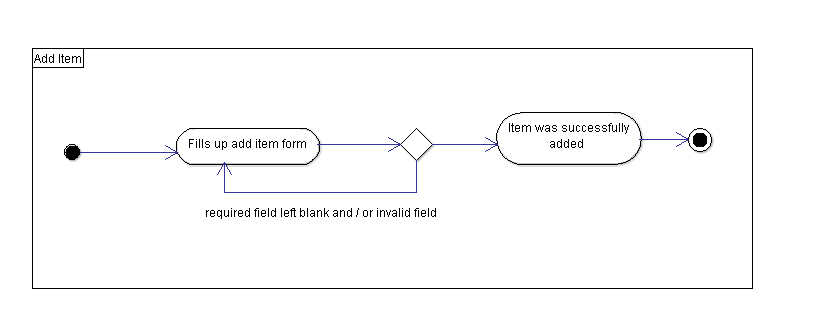 Add Item
Fills up add item form
Item was successfully
added
required field left blank and / or invalid field